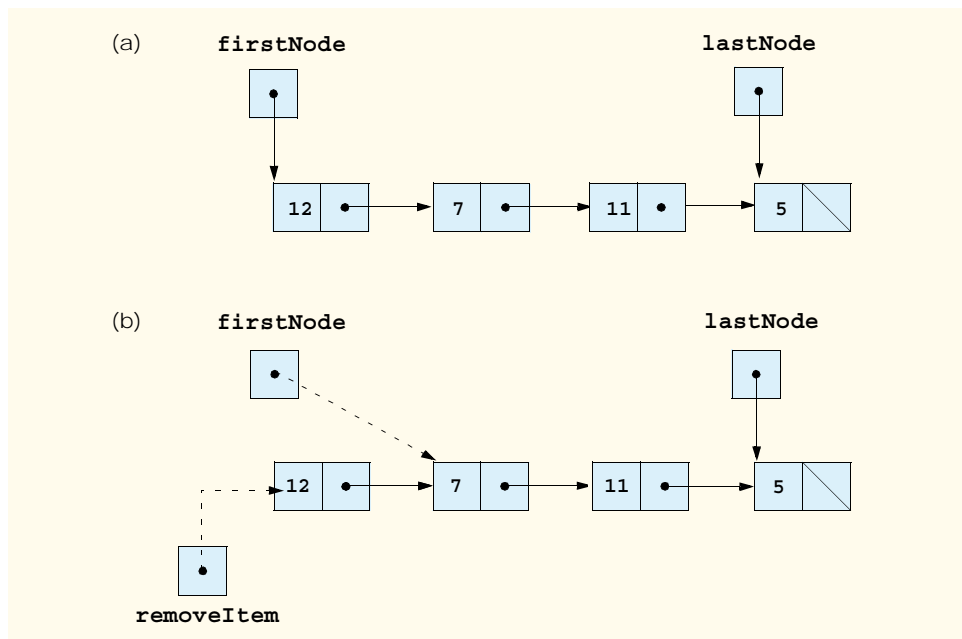 (a) firstNode lastNode
12 7 11 5
(b) firstNode lastNode
12 7 11 5
removeItem